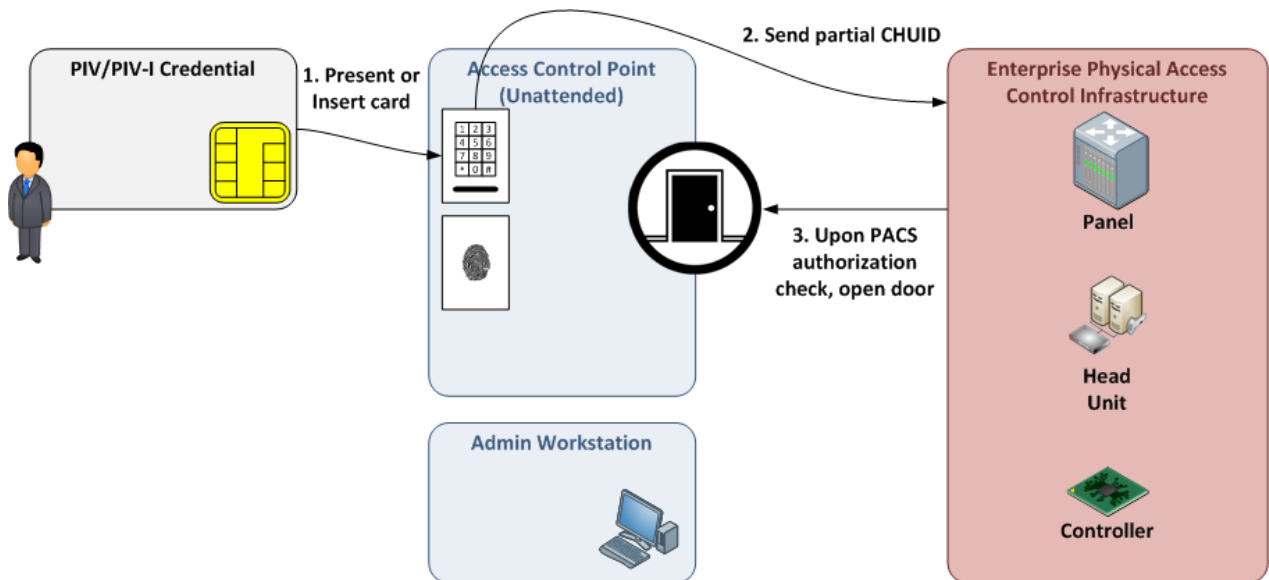 PIV/PIV-I Credential
1. Present or
Insert card
Access Control Point
(Unattended)
1 2 3
4 5 6
7 8 9
* 0 #
2. Send partial CHUID
Enterprise Physical Access
Control Infrastructure
Panel
3. Upon PACS
authorization
check, open door
Head
Unit
Controller
Admin Workstation